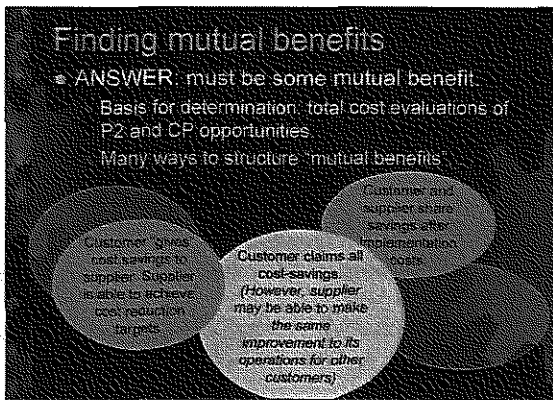 Finding mutual benefits
ANSWER: must be some mutual benefit.
Basis for determination: total cost evaluations of
P2 and CP opportunities.
Many ways to structure "mutual benefits"
Customer "gives"
cost savings to
supplier. Supplier
is able to achieve
cost reduction
targets
Customer claims all
cost-savings
(However, supplier
may be able to make
the same
improvement to its
operations for other
customers)
Customer and
supplier share
savings after
implementation
costs.